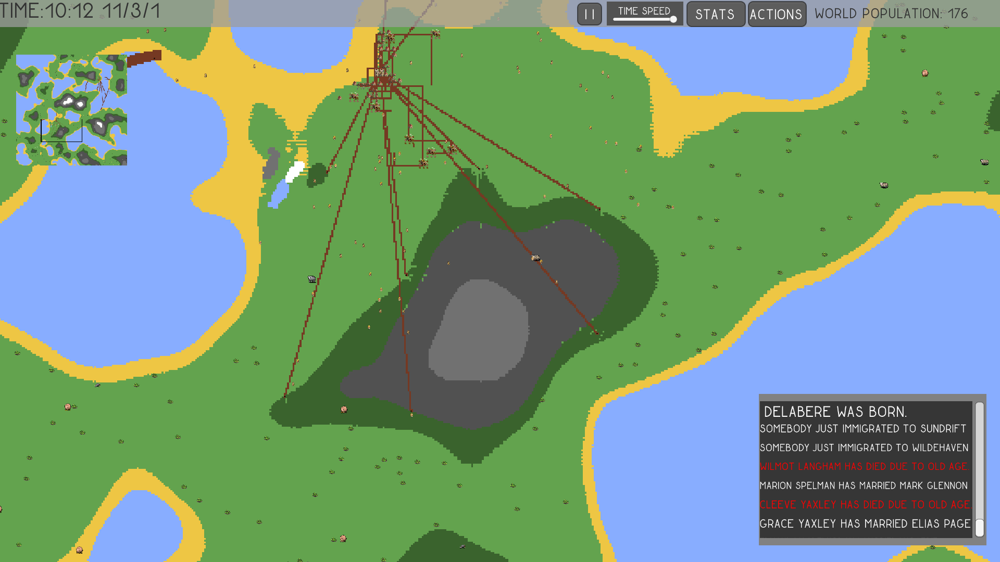 TIME:10:12 11/3/1
TIME SPEED
STATS
ACTIONS
WORLD POPULATION: 176
DELABERE WAS BORN.
SOMEBODY JUST IMMIGRATED TO SUNDRIFT
SOMEBODY JUST IMMIGRATED TO WILDEHAVEN
WILMOT LANGHAM HAS DIED DUE TO OLD AGE.
MARION SPELMAN HAS MARRIED MARK GLENNON
CLEEVE YAXLEY HAS DIED DUE TO OLD AGE.
GRACE YAXLEY HAS MARRIED ELIAS PAGE